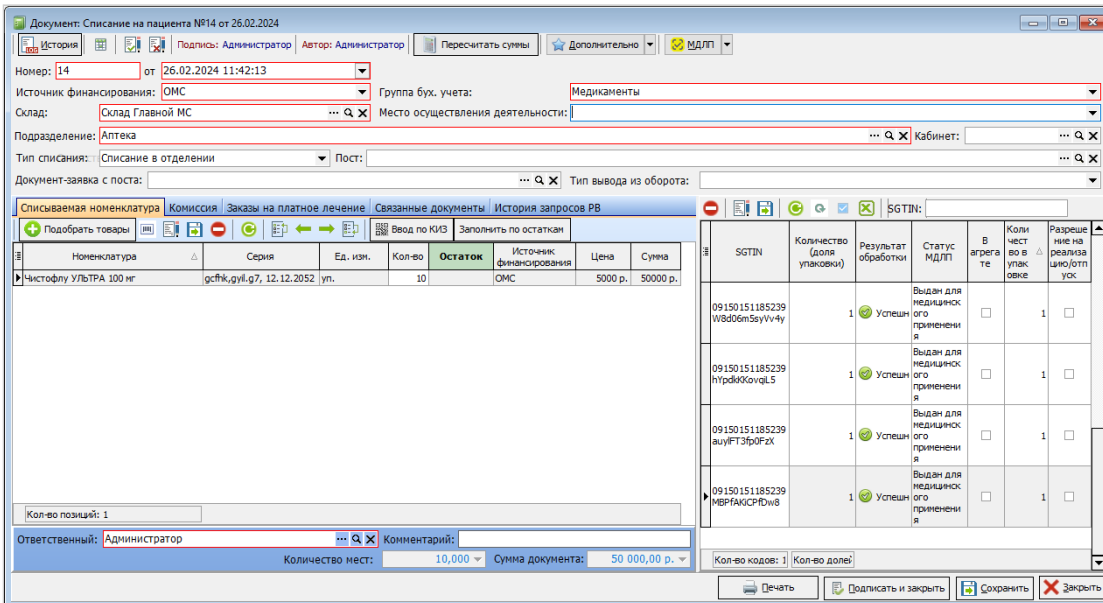 Документ: Списание на пациента №14 от 26.02.2024
История Подпись: Администратор Автор: Администратор Пересчитать суммы Дополнительно МДЛП
Номер: 14 от 26.02.2024 11:42:13
Источник финансирования: ОМС Группа бух. учета: Медикаменты
Склад: Склад Главной МС Место осуществления деятельности:
Подразделение: Аптека Кабинет:
Тип списания: Списание в отделении Пост:
Документ-заявка с поста: Тип вывода из оборота:
Списываемая номенклатура Комиссия Заказы на платное лечение Связанные документы История запросов РВ
Подобрать товары Ввод по КИЗ Заполнить по остаткам
Номенклатура Серия Ед. изм. Кол-во Остаток Источник финансирования Цена Сумма
Чистофлу УЛЬТРА 100 мг gcfhk,gyil.g7, 12.12.2052 уп. 10 ОМС 5000 р. 50000 р.
Кол-во позиций: 1
Ответственный: Администратор Комментарий:
Количество мест: 10,000 Сумма документа: 50 000,00 р.
SGTIN:
SGTIN Количество (доля упаковки) Результат обработки Статус МДЛП В агрегате Количество в упаковке Разрешение на реализацию/отпуск
09150151185239
W8d06m5syVv4y 1 Успешн Выдан для медицинского применения 1
09150151185239
hYpdkKKovqiL5 1 Успешн Выдан для медицинского применения 1
09150151185239
auylFT3fp0FzX 1 Успешн Выдан для медицинского применения 1
09150151185239
MBPfAKiCPfDw8 1 Успешн Выдан для медицинского применения 1
Кол-во кодов: 1 Кол-во долей
Печать Подписать и закрыть Сохранить Закрыть